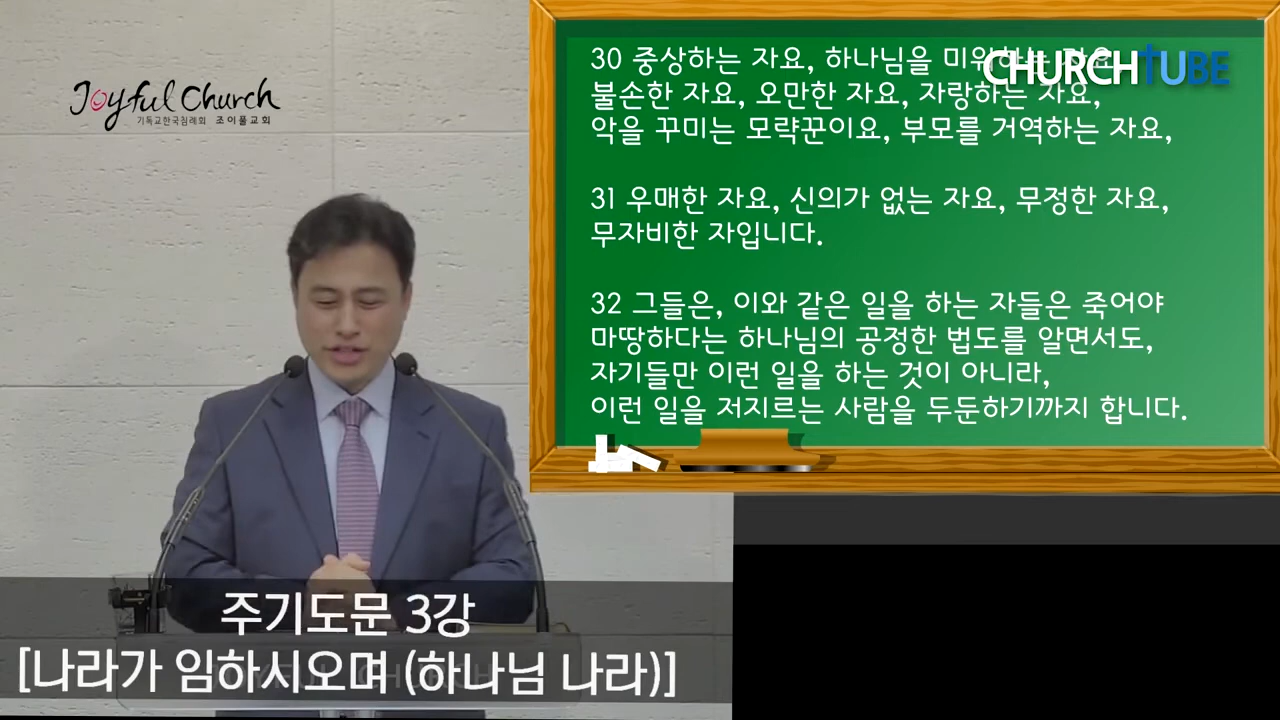 Joyful Church
기독교한국침례회 조이풀교회
CHURCHTUBE
30 중상하는 자요, 하나님을 미워하는 자요,
불손한 자요, 오만한 자요, 자랑하는 자요,
악을 꾸미는 모략꾼이요, 부모를 거역하는 자요,
31 우매한 자요, 신의가 없는 자요, 무정한 자요,
무자비한 자입니다.
32 그들은, 이와 같은 일을 하는 자들은 죽어야
마땅하다는 하나님의 공정한 법도를 알면서도,
자기들만 이런 일을 하는 것이 아니라,
이런 일을 저지르는 사람을 두둔하기까지 합니다.
주기도문 3강
[나라가 임하시오며 (하나님 나라)]